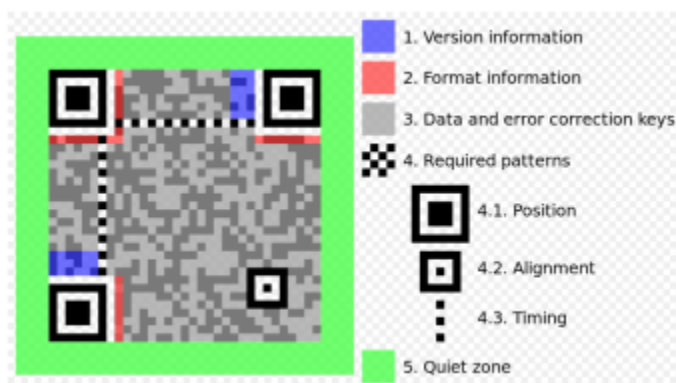 1. Version information
2. Format information
3. Data and error correction keys
4. Required patterns
4.1. Position
4.2. Alignment
4.3. Timing
5. Quiet zone